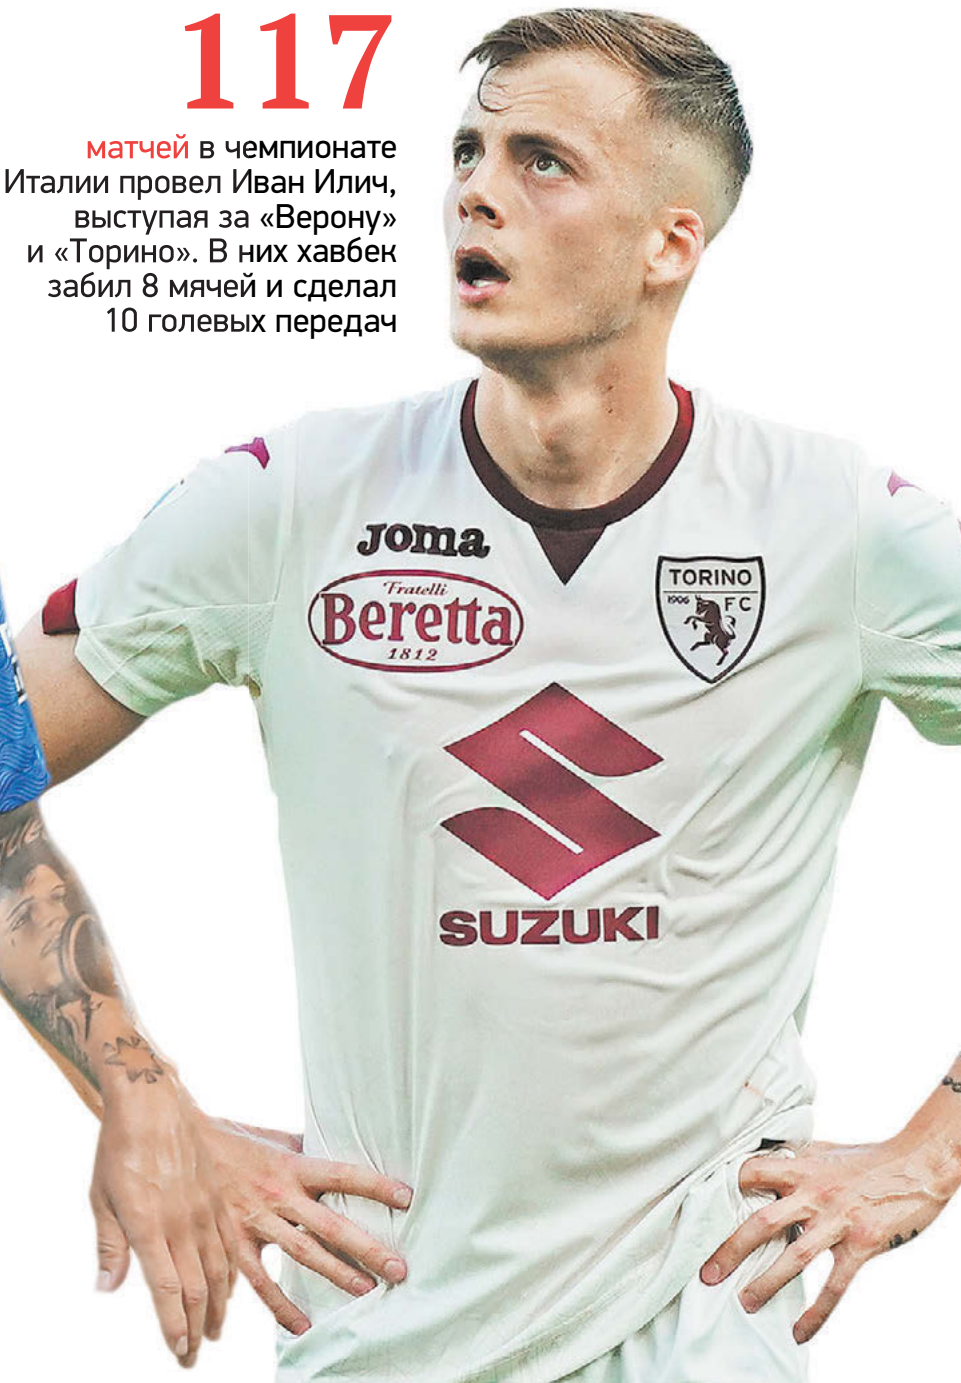 117
матчей в чемпионате
Италии провел Иван Илич,
выступая за «Верону»
и «Торино». В них хавбек
забил 8 мячей и сделал
10 голевых передач
Joma
Fratelli
Beretta
1812
TORINO
1906 FC
SUZUKI